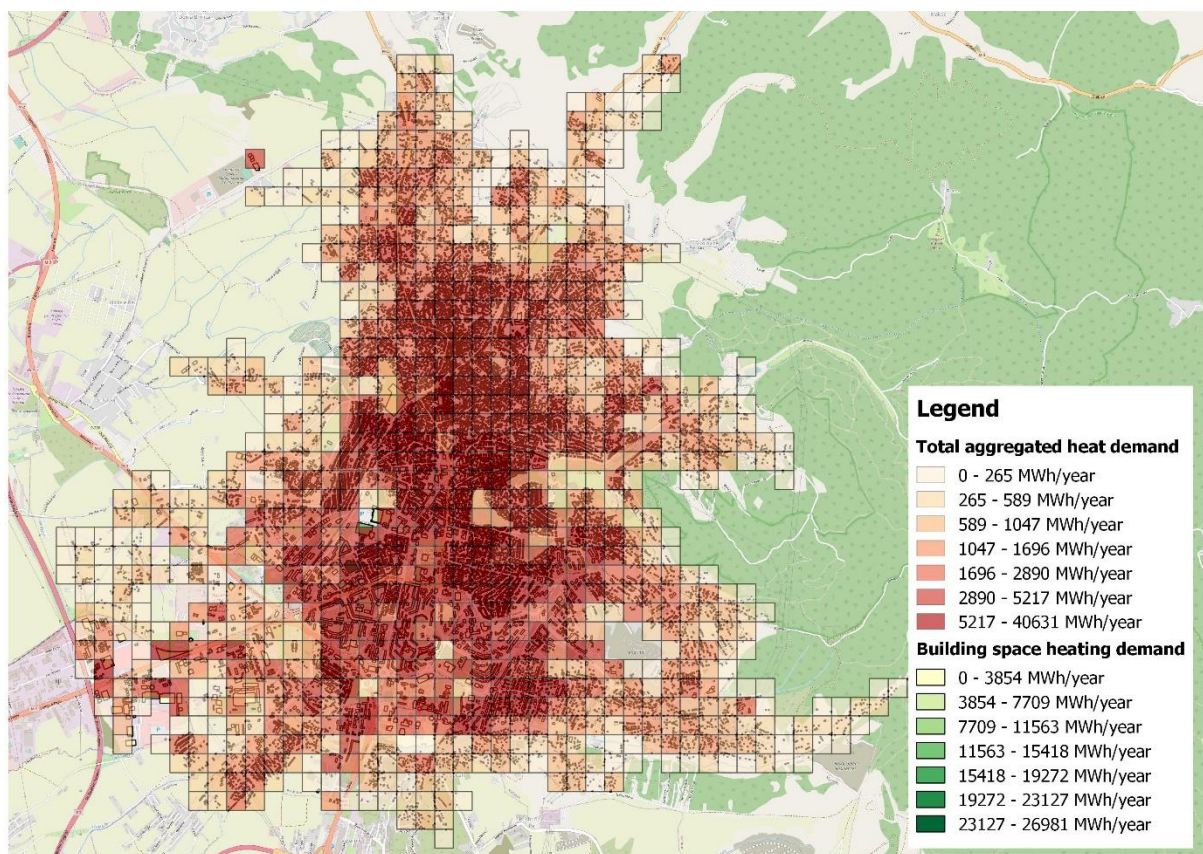 Legend
Total aggregated heat demand
0 - 265 MWh/year
265 - 589 MWh/year
589 - 1047 MWh/year
1047 - 1696 MWh/year
1696 - 2890 MWh/year
2890 - 5217 MWh/year
5217 - 40631 MWh/year
Building space heating demand
0 - 3854 MWh/year
3854 - 7709 MWh/year
7709 - 11563 MWh/year
11563 - 15418 MWh/year
15418 - 19272 MWh/year
19272 - 23127 MWh/year
23127 - 26981 MWh/year